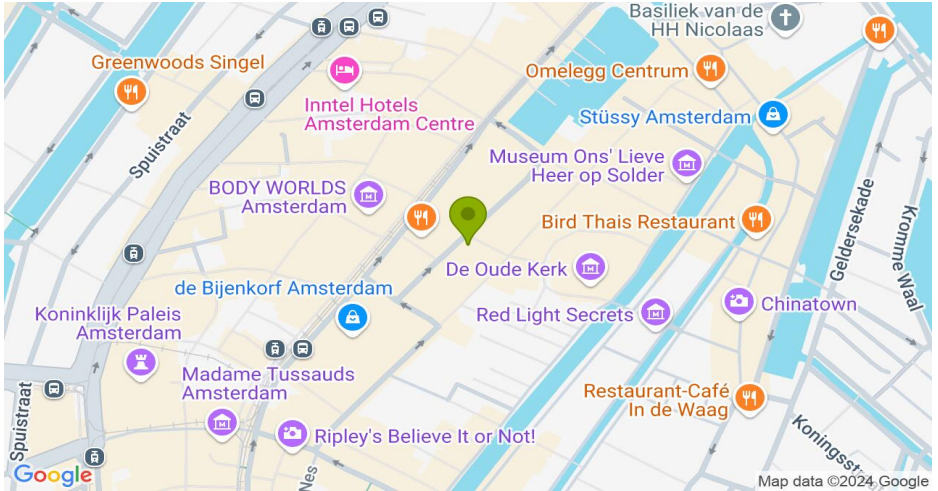 Basiliek van de
HH Nicolaas
Greenwoods Singel
Omelegg Centrum
Inntel Hotels
Amsterdam Centre
Stüssy Amsterdam
Spuistraat
Museum Ons' Lieve
Heer op Solder
BODY WORLDS
Amsterdam
Bird Thais Restaurant
Geldersekade
Kromme Waal
De Oude Kerk
de Bijenkorf Amsterdam
Koninklijk Paleis
Amsterdam
Red Light Secrets
Chinatown
Madame Tussauds
Amsterdam
Restaurant-Café
In de Waag
Spuistraat
Ripley's Believe It or Not!
Nes
Koningsstr
Google
Map data ©2024 Google